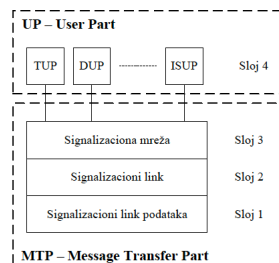 UP – User Part
TUP DUP ISUP Sloj 4
Signalizaciona mreža Sloj 3
Signalizacioni link Sloj 2
Signalizacioni link podataka Sloj 1
MTP – Message Transfer Part